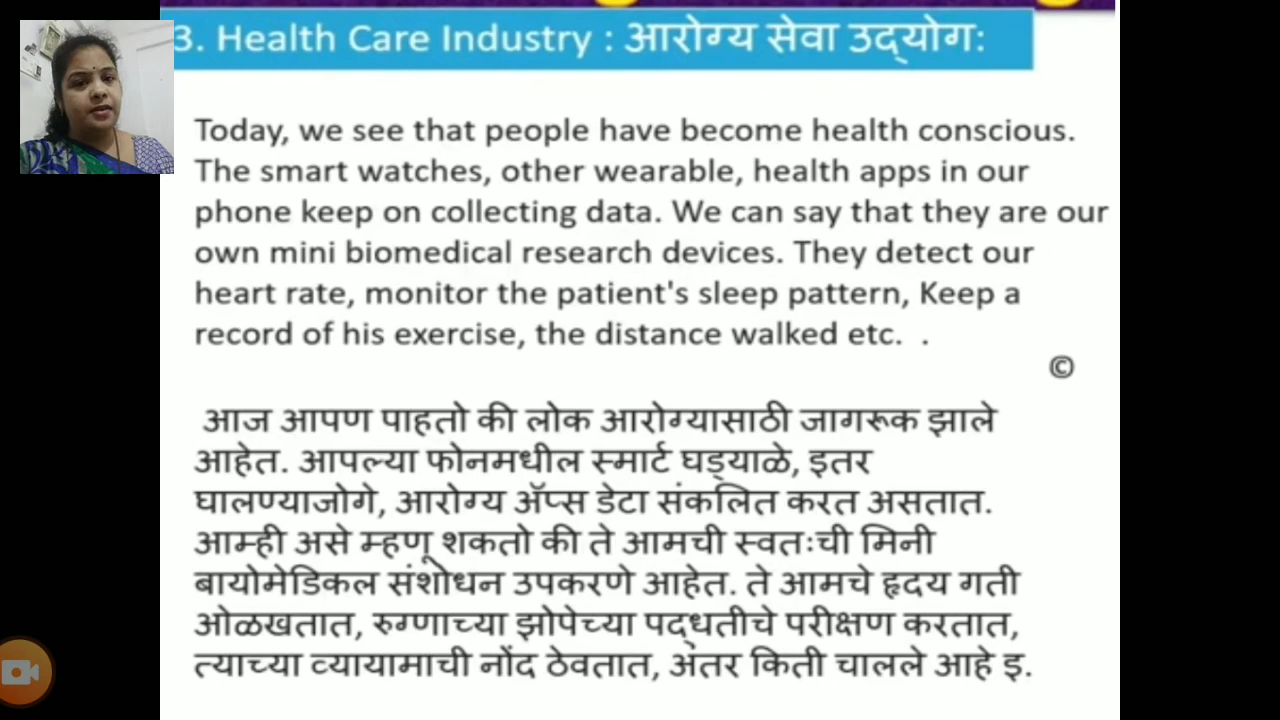 3. Health Care Industry : आरोग्य सेवा उद्योग:
Today, we see that people have become health conscious.
The smart watches, other wearable, health apps in our
phone keep on collecting data. We can say that they are our
own mini biomedical research devices. They detect our
heart rate, monitor the patient's sleep pattern, Keep a
record of his exercise, the distance walked etc. .
©
आज आपण पाहतो की लोक आरोग्यासाठी जागरूक झाले
आहेत. आपल्या फोनमधील स्मार्ट घड्याळे, इतर
घालण्याजोगे, आरोग्य अ‍ॅप्स डेटा संकलित करत असतात.
आम्ही असे म्हणू शकतो की ते आमची स्वतःची मिनी
बायोमेडिकल संशोधन उपकरणे आहेत. ते आमचे हृदय गती
ओळखतात, रुग्णाच्या झोपेच्या पद्धतीचे परीक्षण करतात,
त्याच्या व्यायामाची नोंद ठेवतात, अंतर किती चालले आहे इ.